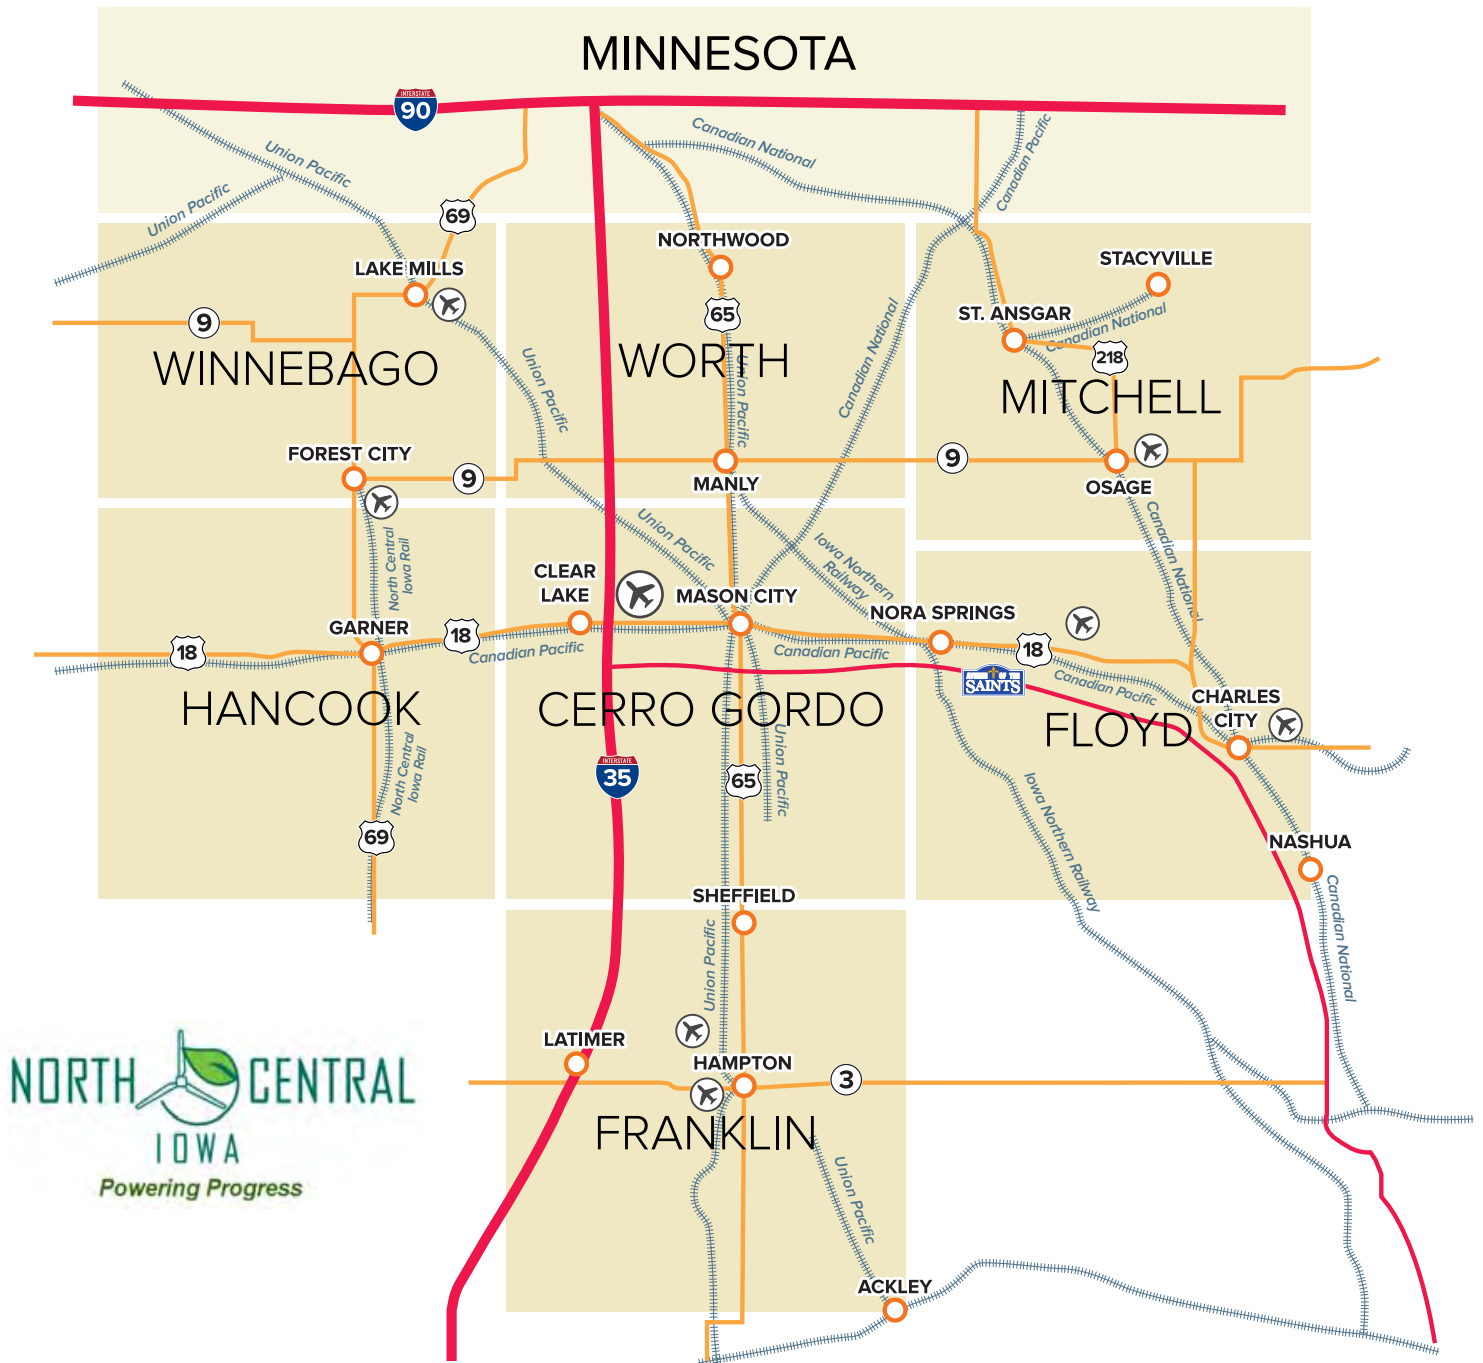 MINNESOTA
INTERSTATE
90
Canadian National
Canadian Pacific
Union Pacific
Union Pacific
69
NORTHWOOD
LAKE MILLS
STACYVILLE
9
65
ST. ANSGAR
Canadian National
218
WINNEBAGO
WORTH
MITCHELL
Union Pacific
Union Pacific
Canadian National
FOREST CITY
9
MANLY
9
OSAGE
North Central
Iowa Rail
Union Pacific
Iowa Northern
Railway
Canadian National
CLEAR
LAKE
MASON CITY
NORA SPRINGS
GARNER
18
18
Canadian Pacific
Canadian Pacific
18
Canadian Pacific
OF THE
SAINTS
HANCOOK
CERRO GORDO
FLOYD
CHARLES
CITY
North Central
Iowa Rail
INTERSTATE
35
65
Union Pacific
Iowa Northern Railway
69
NASHUA
SHEFFIELD
Union Pacific
Canadian National
LATIMER
HAMPTON
3
FRANKLIN
Union Pacific
ACKLEY
NORTH CENTRAL
IOWA
Powering Progress